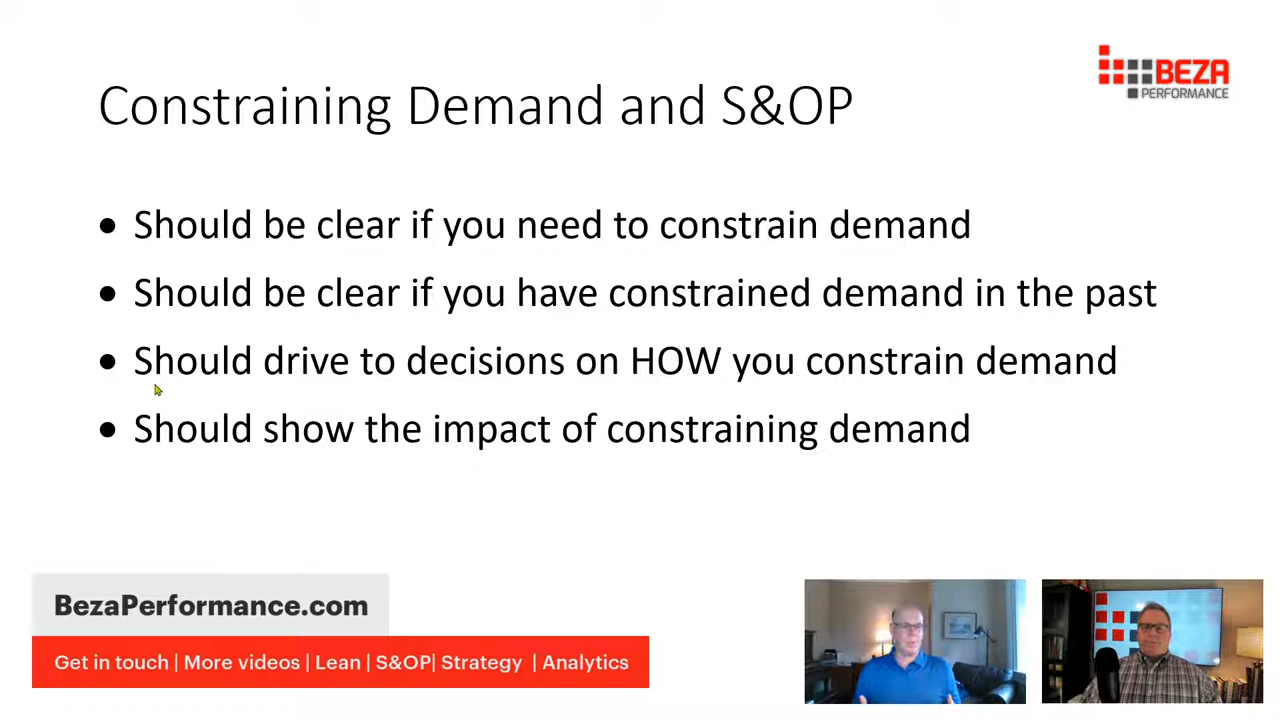 BEZA
PERFORMANCE
Constraining Demand and S&OP
• Should be clear if you need to constrain demand
• Should be clear if you have constrained demand in the past
• Should drive to decisions on HOW you constrain demand
• Should show the impact of constraining demand
BezaPerformance.com
Get in touch | More videos | Lean | S&OP| Strategy | Analytics